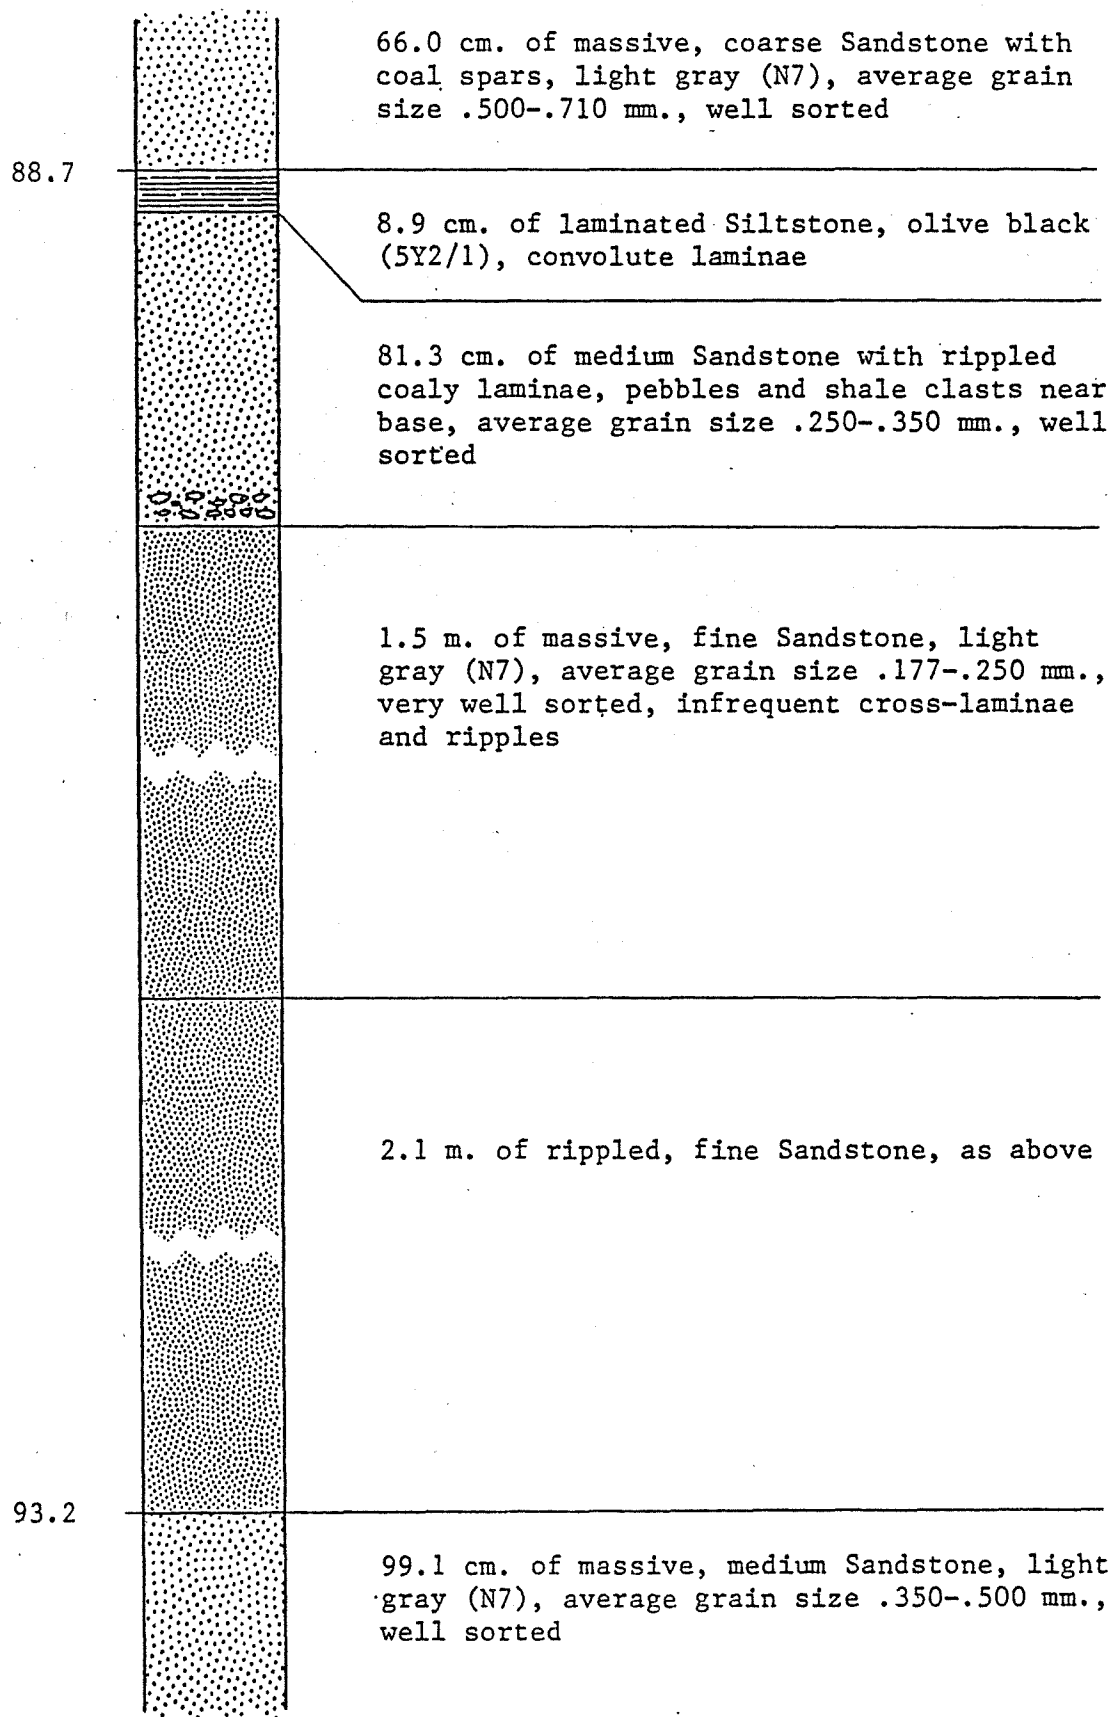 66.0 cm. of massive, coarse Sandstone with
coal spars, light gray (N7), average grain
size .500-.710 mm., well sorted
88.7
8.9 cm. of laminated Siltstone, olive black
(5Y2/1), convolute laminae
81.3 cm. of medium Sandstone with rippled
coaly laminae, pebbles and shale clasts near
base, average grain size .250-.350 mm., well
sorted
1.5 m. of massive, fine Sandstone, light
gray (N7), average grain size .177-.250 mm.,
very well sorted, infrequent cross-laminae
and ripples
2.1 m. of rippled, fine Sandstone, as above
93.2
99.1 cm. of massive, medium Sandstone, light
gray (N7), average grain size .350-.500 mm.,
well sorted